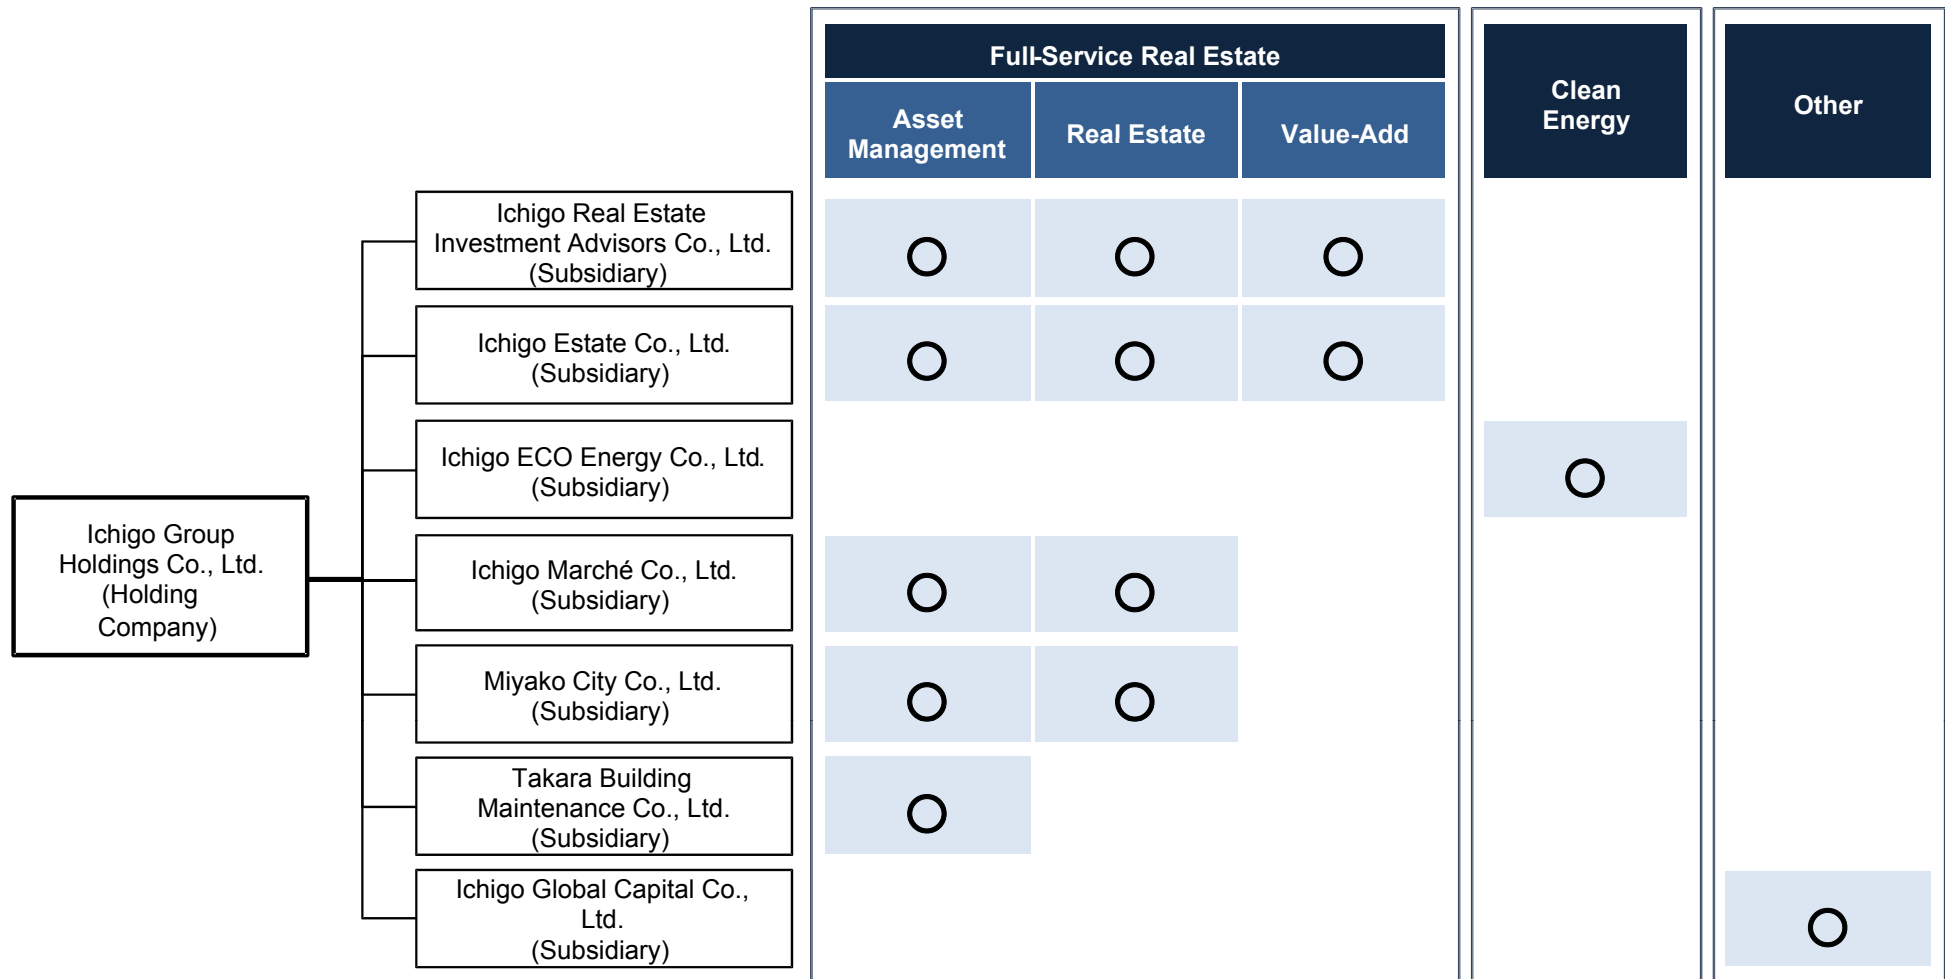 Full-Service Real Estate
Asset
Management
Real Estate
Value-Add
Clean
Energy
Other
Ichigo Real Estate
Investment Advisors Co., Ltd.
(Subsidiary)
Ichigo Estate Co., Ltd.
(Subsidiary)
Ichigo ECO Energy Co., Ltd.
(Subsidiary)
Ichigo Group
Holdings Co., Ltd.
(Holding
Company)
Ichigo Marché Co., Ltd.
(Subsidiary)
Miyako City Co., Ltd.
(Subsidiary)
Takara Building
Maintenance Co., Ltd.
(Subsidiary)
Ichigo Global Capital Co.,
Ltd.
(Subsidiary)